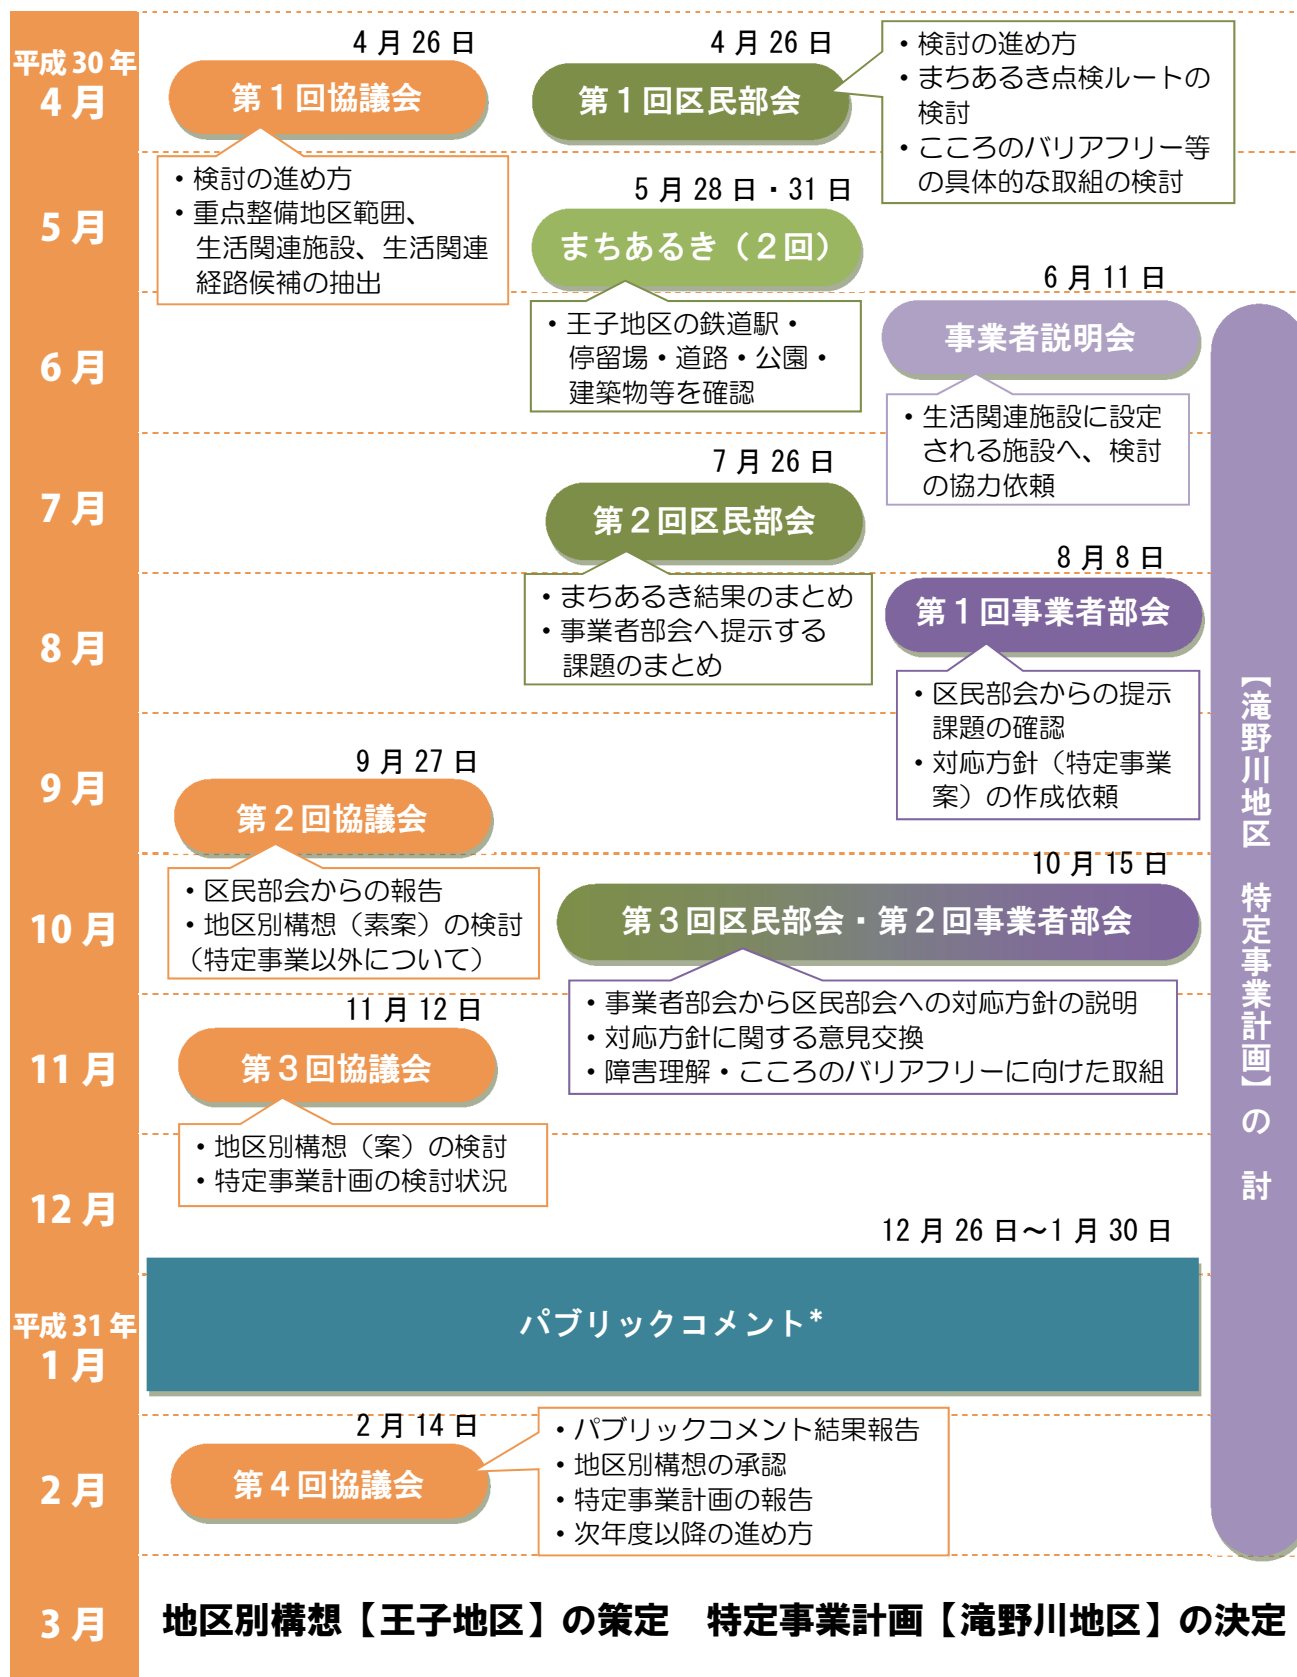 平成30年
4月
4月26日
第1回協議会
・検討の進め方
・重点整備地区範囲、
生活関連施設、生活関連
経路候補の抽出
4月26日
第1回区民部会
・検討の進め方
・まちあるき点検ルートの
検討
・こころのバリアフリー等
の具体的な取組の検討
5月
5月28日・31日
まちあるき（2回）
・王子地区の鉄道駅・
停留場・道路・公園・
建築物等を確認
6月
6月11日
事業者説明会
・生活関連施設に設定
される施設へ、検討
の協力依頼
7月
7月26日
第2回区民部会
・まちあるき結果のまとめ
・事業者部会へ提示する
課題のまとめ
8月
8月8日
第1回事業者部会
・区民部会からの提示
課題の確認
・対応方針（特定事業
案）の作成依頼
9月
9月27日
第2回協議会
・区民部会からの報告
・地区別構想（素案）の検討
（特定事業以外について）
10月
10月15日
第3回区民部会・第2回事業者部会
・事業者部会から区民部会への対応方針の説明
・対応方針に関する意見交換
・障害理解・こころのバリアフリーに向けた取組
11月
11月12日
第3回協議会
・地区別構想（案）の検討
・特定事業計画の検討状況
12月
12月26日～1月30日
パブリックコメント*
平成31年
1月
2月
2月14日
第4回協議会
・パブリックコメント結果報告
・地区別構想の承認
・特定事業計画の報告
・次年度以降の進め方
【滝野川地区　特定事業計画】の　討
3月
地区別構想【王子地区】の策定　特定事業計画【滝野川地区】の決定